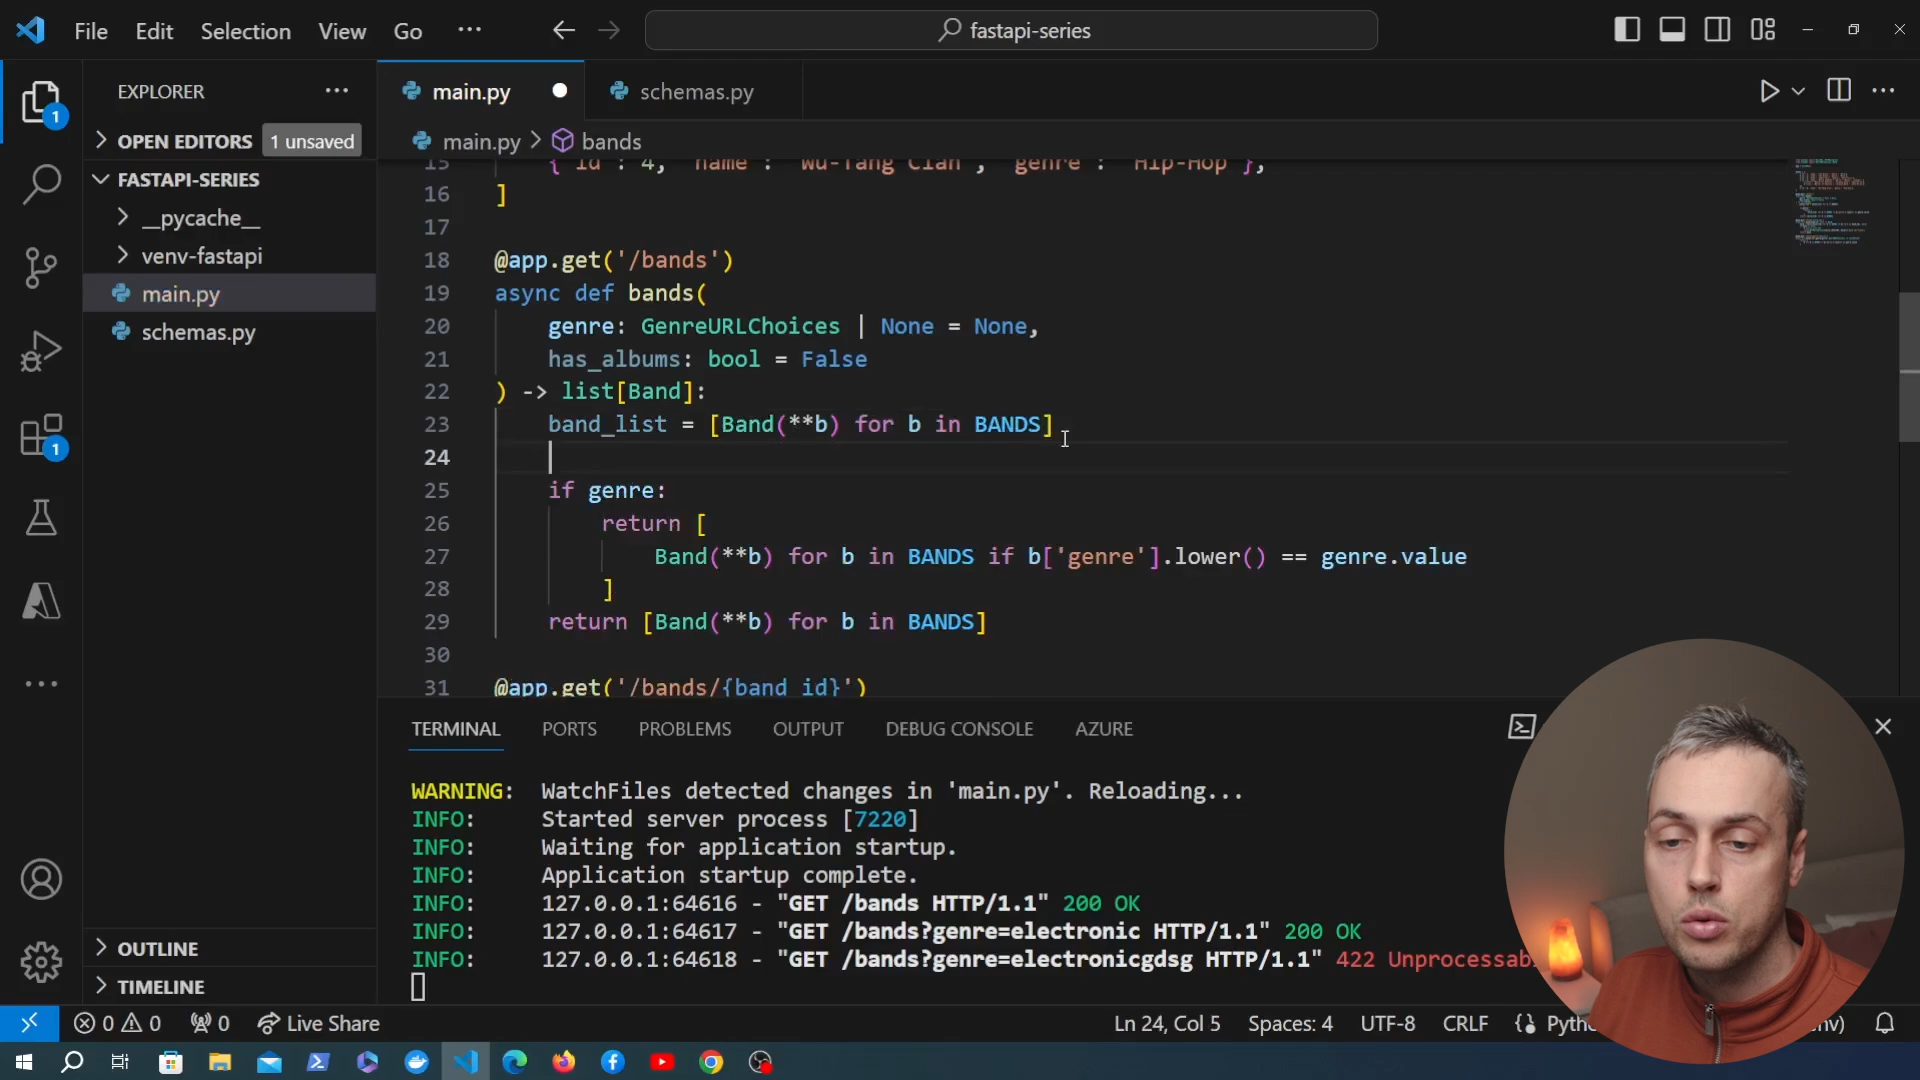 File Edit Selection View Go ··· fastapi-series
EXPLORER ···
main.py schemas.py
OPEN EDITORS 1 unsaved
main.py > bands
FASTAPI-SERIES
__pycache__
venv-fastapi
main.py
schemas.py
15 {'id': 4, 'name': 'Wu-Tang Clan', 'genre': 'Hip-Hop'},
16 ]
17
18 @app.get('/bands')
19 async def bands(
20 genre: GenreURLChoices | None = None,
21 has_albums: bool = False
22 ) -> list[Band]:
23 band_list = [Band(**b) for b in BANDS]
24
25 if genre:
26 return [
27 Band(**b) for b in BANDS if b['genre'].lower() == genre.value
28 ]
29 return [Band(**b) for b in BANDS]
30
31 @app.get('/bands/{band_id}')
1
1
TERMINAL PORTS PROBLEMS OUTPUT DEBUG CONSOLE AZURE
WARNING: WatchFiles detected changes in 'main.py'. Reloading...
INFO: Started server process [7220]
INFO: Waiting for application startup.
INFO: Application startup complete.
INFO: 127.0.0.1:64616 - "GET /bands HTTP/1.1" 200 OK
INFO: 127.0.0.1:64617 - "GET /bands?genre=electronic HTTP/1.1" 200 OK
INFO: 127.0.0.1:64618 - "GET /bands?genre=electronicgdsg HTTP/1.1" 422
OUTLINE
TIMELINE
0 0 0 Live Share Ln 24, Col 5 Spaces: 4 UTF-8 CRLF